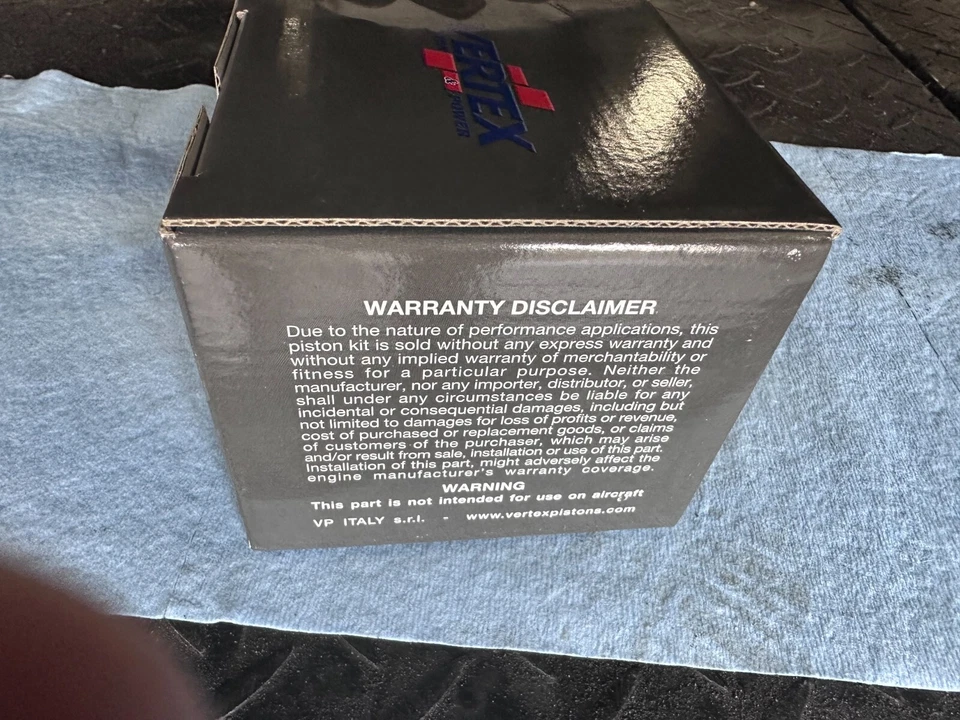 VERTEX
POWER
WARRANTY DISCLAIMER
Due to the nature of performance applications, this
piston kit is sold without any express warranty and
without any implied warranty of merchantability or
fitness for a particular purpose. Neither the
manufacturer, nor any importer, distributor, or seller,
shall under any circumstances be liable for any
incidental or consequential damages, including but
not limited to damages for loss of profits or revenue,
cost of purchased or replacement goods, or claims
of customers of the purchaser, which may arise
and/or result from sale, installation or use of this part.
Installation of this part, might adversely affect the
engine manufacturer's warranty coverage.
WARNING
This part is not intended for use on aircraft
VP ITALY s.r.l. - www.vertexpistons.com